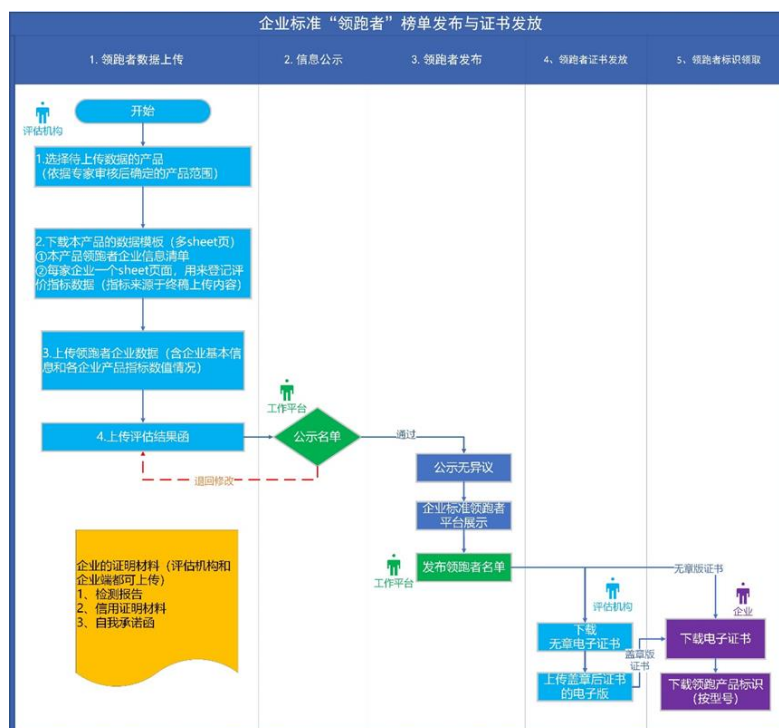 企业标准“领跑者”榜单发布与证书发放
1. 领跑者数据上传
2. 信息公示
3. 领跑者发布
4、领跑者证书发放
5、领跑者标识领取
评估机构
开始
1.选择待上传数据的产品
（依据专家审核后确定的产品范围）
2.下载本产品的数据模板（多sheet页）
①本产品领跑者企业信息清单
②每家企业一个sheet页面，用来登记评
价指标数据（指标来源于终稿上传内容）
3.上传领跑者企业数据（含企业基本信
息和各企业产品指标数值情况）
4.上传评估结果函
工作平台
公示名单
通过
退回修改
公示无异议
企业标准领跑者
平台展示
工作平台
发布领跑者名单
无章版证书
评估机构
企业
下载
无章电子证书
盖章版
证书
下载电子证书
上传盖章后证书
的电子版
下载领跑产品标识
（按型号）
企业的证明材料（评估机构和
企业端都可上传）
1、检测报告
2、信用证明材料
3、自我承诺函